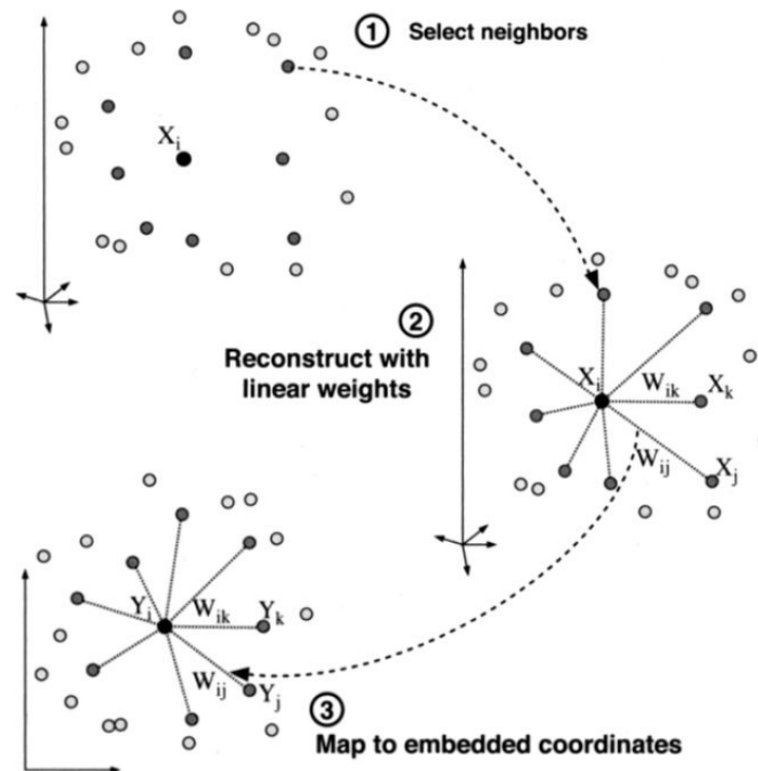 ① Select neighbors
X_i
②
Reconstruct with
linear weights
X_i
W_ik
X_k
W_ij
X_j
Y_i
W_ik
Y_k
W_ij
Y_j
③
Map to embedded coordinates